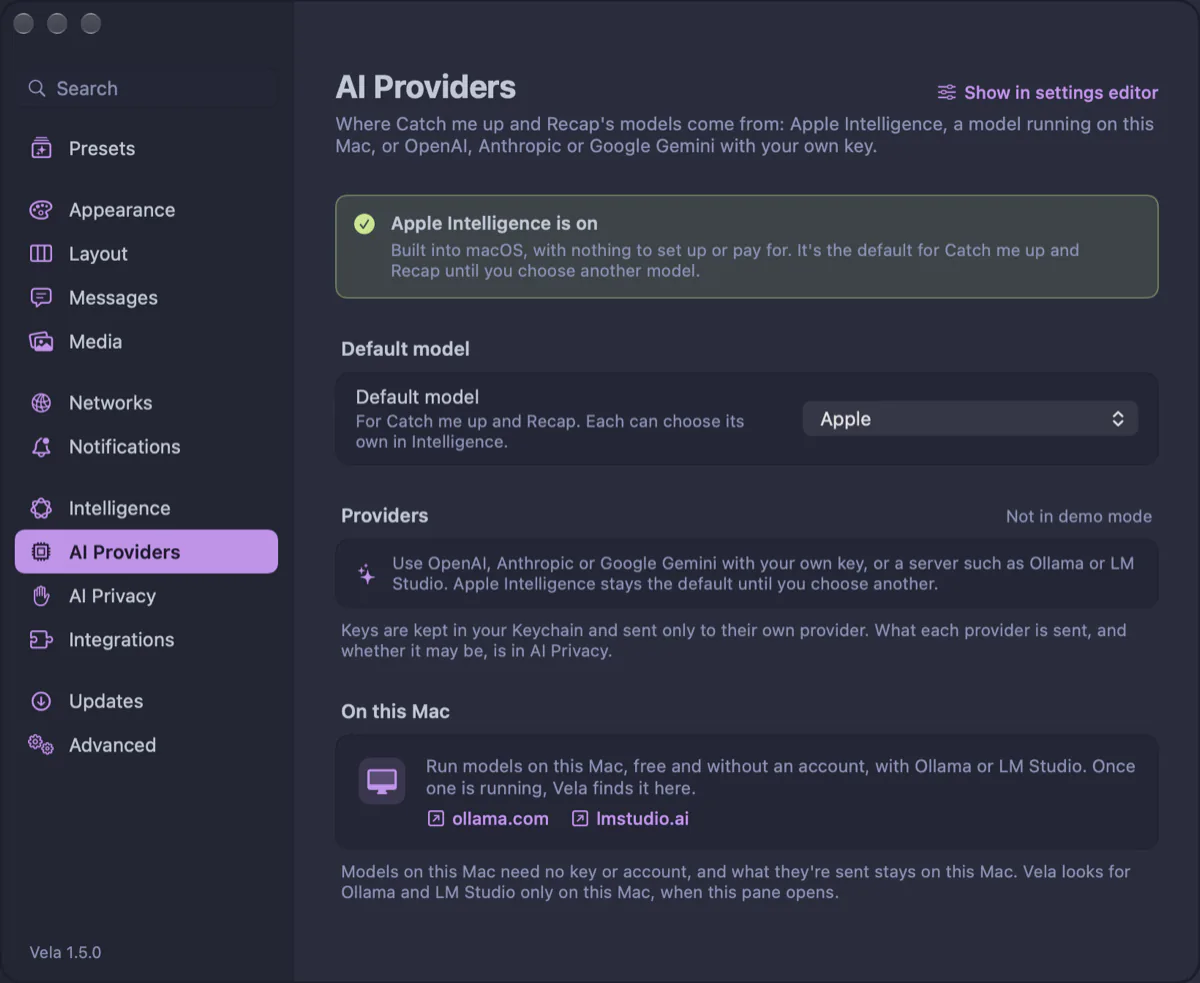 Search
Presets
Appearance
Layout
Messages
Media
Networks
Notifications
Intelligence
AI Providers
AI Privacy
Integrations
Updates
Advanced
Vela 1.5.0
AI Providers
Show in settings editor
Where Catch me up and Recap's models come from: Apple Intelligence, a model running on this
Mac, or OpenAI, Anthropic or Google Gemini with your own key.
Apple Intelligence is on
Built into macOS, with nothing to set up or pay for. It's the default for Catch me up and
Recap until you choose another model.
Default model
Default model
For Catch me up and Recap. Each can choose its
own in Intelligence.
Apple
Providers
Not in demo mode
Use OpenAI, Anthropic or Google Gemini with your own key, or a server such as Ollama or LM
Studio. Apple Intelligence stays the default until you choose another.
Keys are kept in your Keychain and sent only to their own provider. What each provider is sent, and
whether it may be, is in AI Privacy.
On this Mac
Run models on this Mac, free and without an account, with Ollama or LM Studio. Once
one is running, Vela finds it here.
ollama.com
lmstudio.ai
Models on this Mac need no key or account, and what they're sent stays on this Mac. Vela looks for
Ollama and LM Studio only on this Mac, when this pane opens.